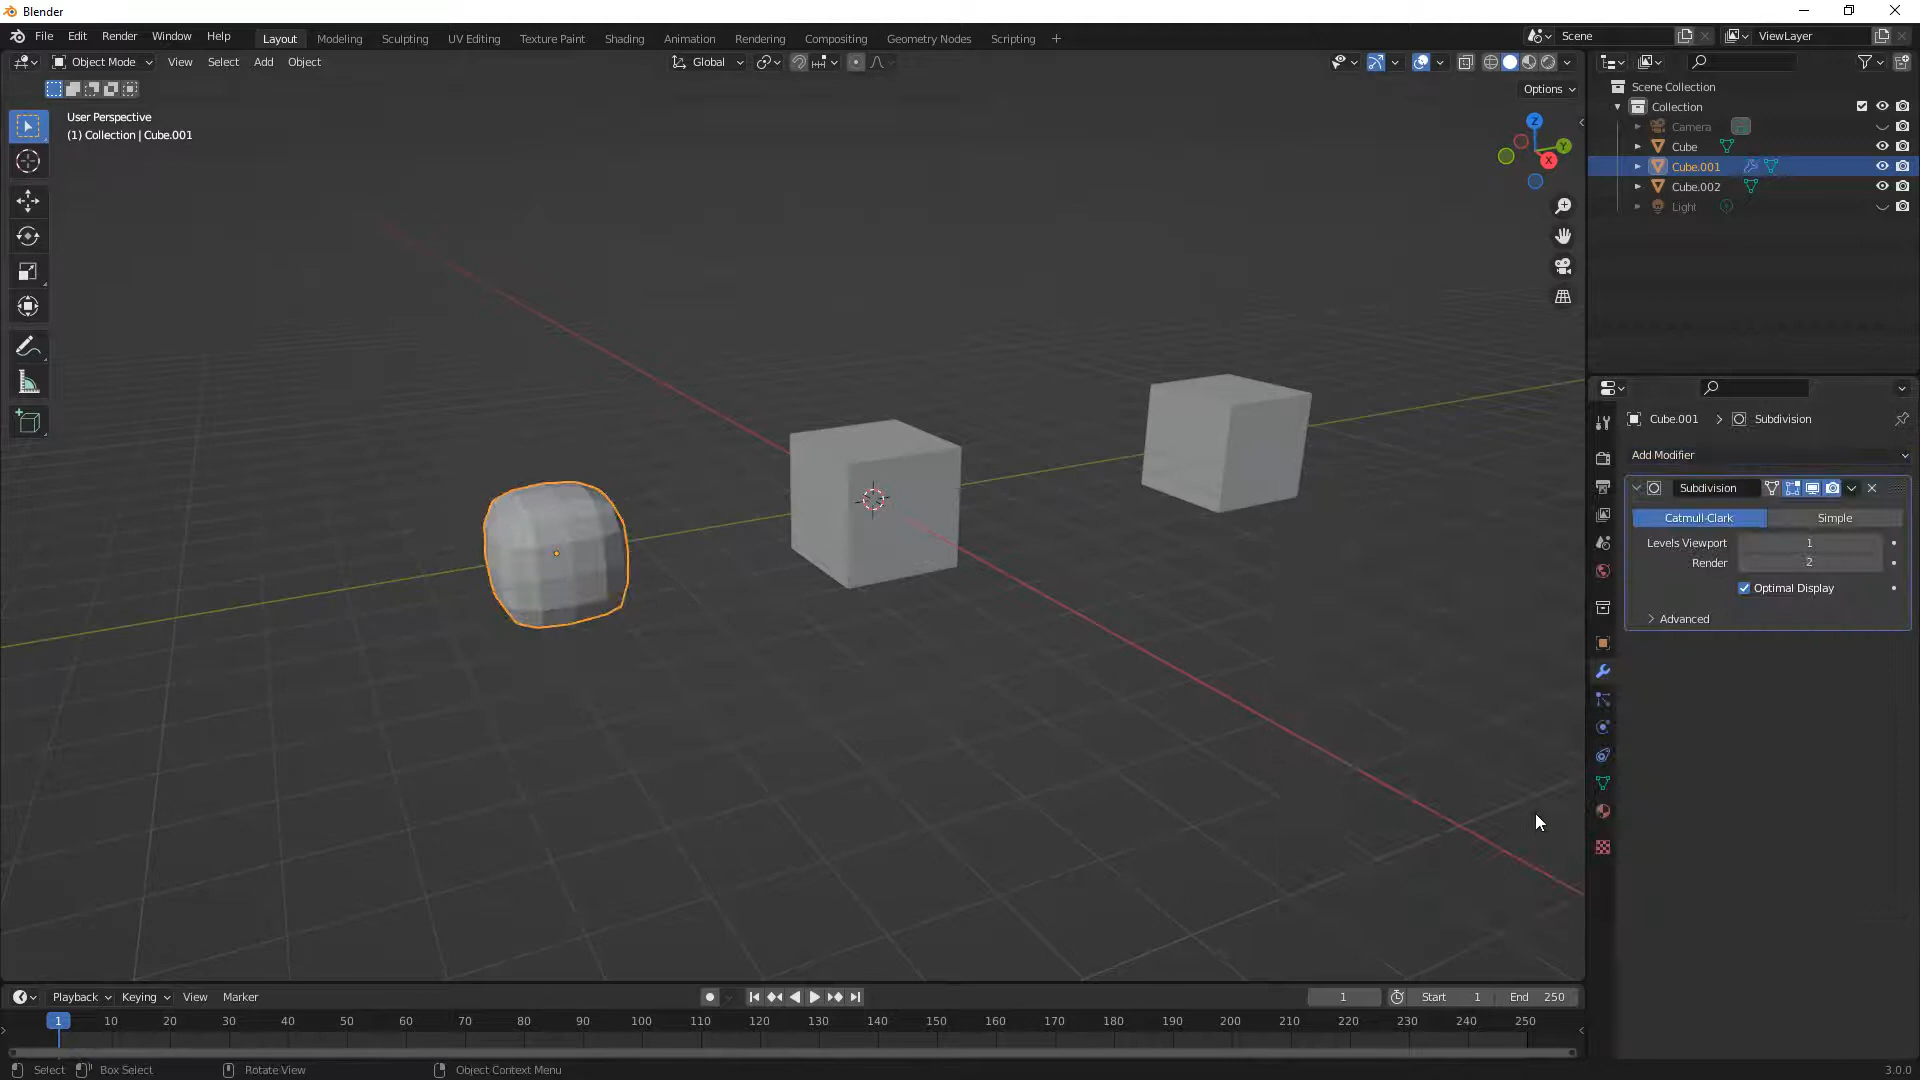 Blender
File Edit Render Window Help Layout Modeling Sculpting UV Editing Texture Paint Shading Animation Rendering Compositing Geometry Nodes Scripting + Scene ViewLayer
Object Mode View Select Add Object Global
Options
User Perspective
(1) Collection | Cube.001
Z
Y
X
Scene Collection
Collection
Camera
Cube
Cube.001
Cube.002
Light
Cube.001 > Subdivision
Add Modifier
Subdivision
Catmull-Clark Simple
Levels Viewport 1
Render 2
Optimal Display
Advanced
Playback Keying View Marker 1 Start 1 End 250
1 10 20 30 40 50 60 70 80 90 100 110 120 130 140 150 160 170 180 190 200 210 220 230 240 250
Select Box Select Rotate View Object Context Menu 3.0.0